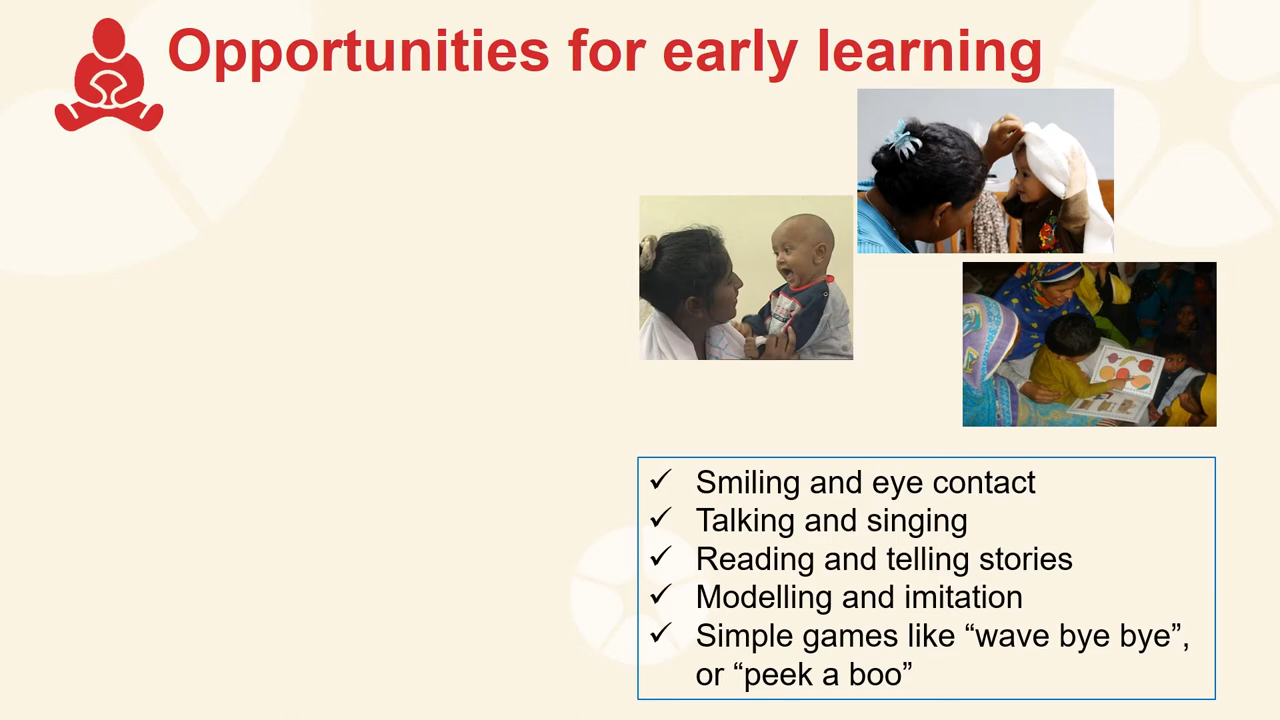 Opportunities for early learning
✓ Smiling and eye contact
✓ Talking and singing
✓ Reading and telling stories
✓ Modelling and imitation
✓ Simple games like “wave bye bye”,
or “peek a boo”